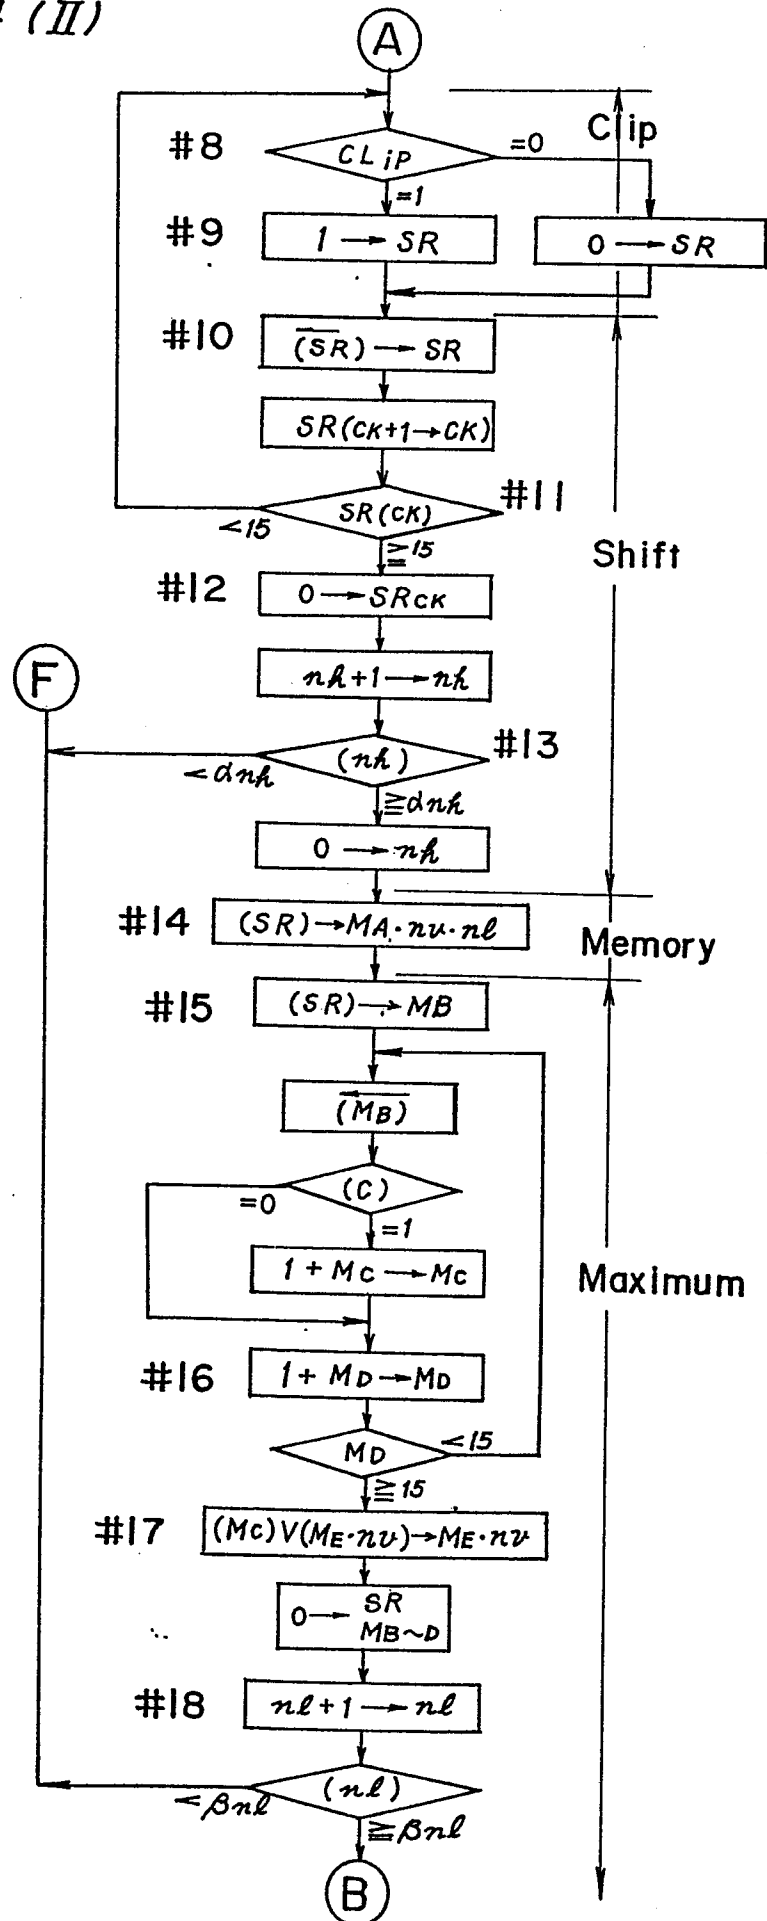 (II)
A
Clip
#8
CLiP
=0
=1
#9
1 → SR
0 → SR
#10
(SR) → SR
SR(CK+1→CK)
#11
SR(CK)
<15
≧15
Shift
#12
0 → SRCK
nh+1 → nh
F
#13
(nh)
<αnh
≧αnh
0 → nh
#14
(SR)→MA·nv·nl
Memory
#15
(SR)→MB
(MB)
(C)
=0
=1
1+MC→MC
Maximum
#16
1+MD→MD
MD
<15
≧15
#17
(MC)V(ME·nv)→ME·nv
0→ SR
MB~D
#18
nl+1→nl
(nl)
<βnl
≧βnl
B